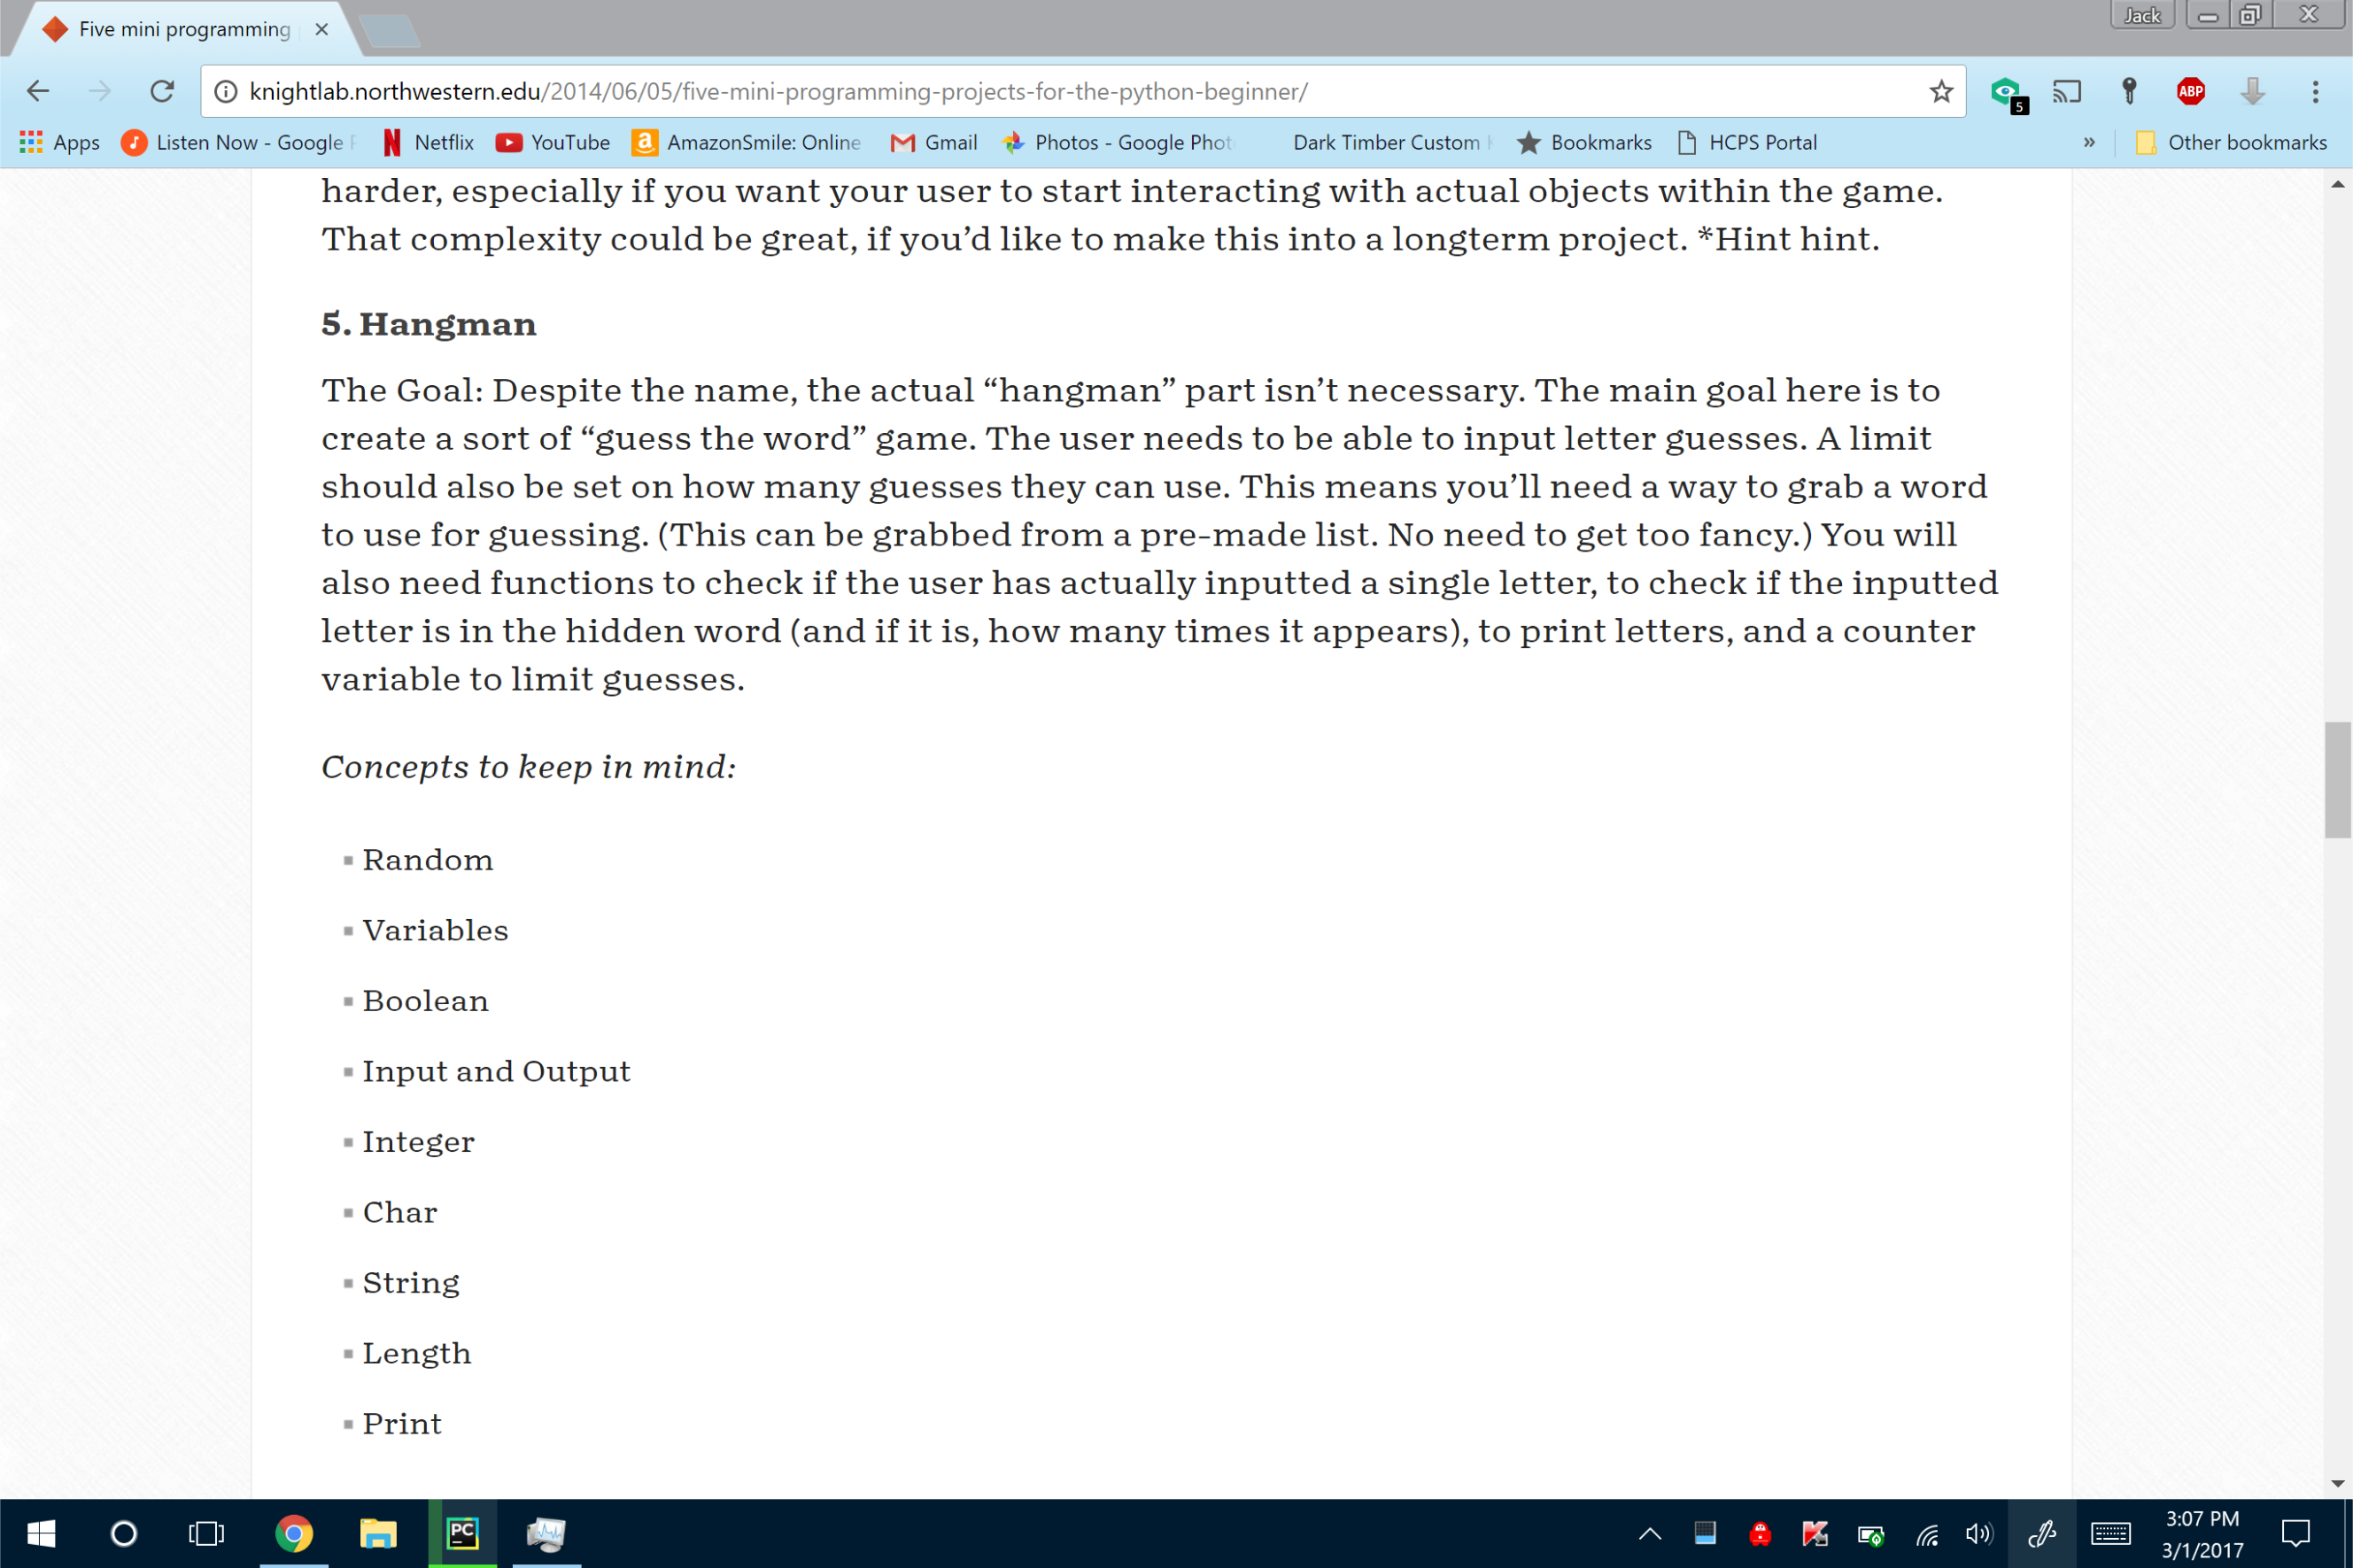 Five mini programming
Jack
knightlab.northwestern.edu/2014/06/05/five-mini-programming-projects-for-the-python-beginner/
5
ABP
Apps Listen Now - Google Netflix YouTube AmazonSmile: Online Gmail Photos - Google Phot Dark Timber Custom Bookmarks HCPS Portal » Other bookmarks
harder, especially if you want your user to start interacting with actual objects within the game.
That complexity could be great, if you’d like to make this into a longterm project. *Hint hint.
5. Hangman
The Goal: Despite the name, the actual “hangman” part isn’t necessary. The main goal here is to
create a sort of “guess the word” game. The user needs to be able to input letter guesses. A limit
should also be set on how many guesses they can use. This means you’ll need a way to grab a word
to use for guessing. (This can be grabbed from a pre-made list. No need to get too fancy.) You will
also need functions to check if the user has actually inputted a single letter, to check if the inputted
letter is in the hidden word (and if it is, how many times it appears), to print letters, and a counter
variable to limit guesses.
Concepts to keep in mind:
Random
Variables
Boolean
Input and Output
Integer
Char
String
Length
Print
PC
3:07 PM
3/1/2017